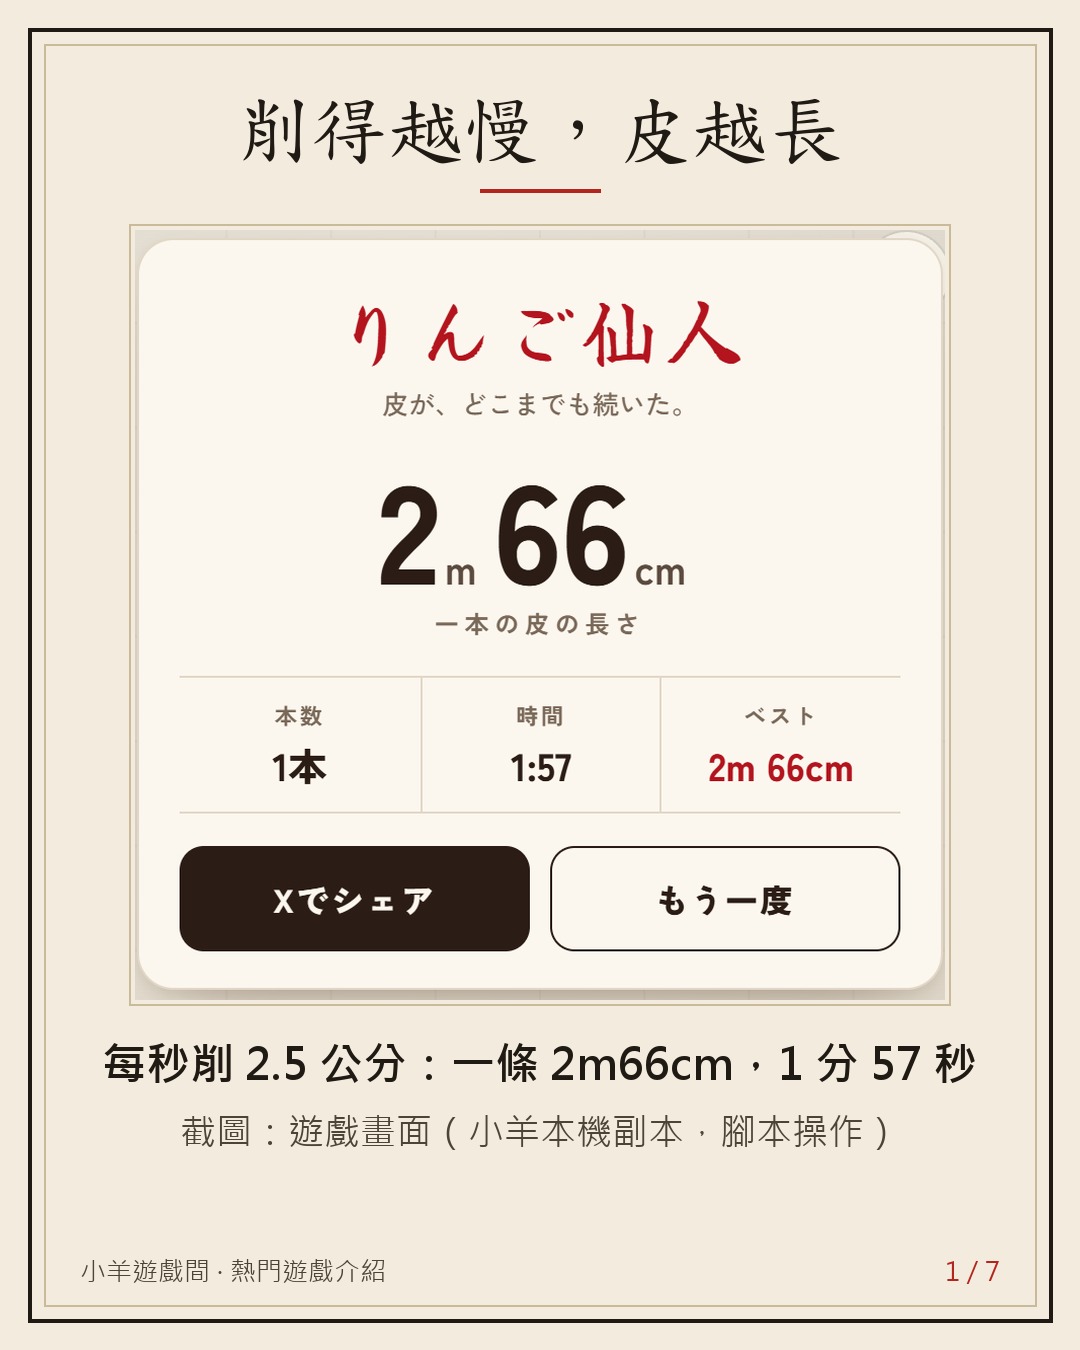 削得越慢，皮越長
りんご仙人
皮が、どこまでも続いた。
2m 66cm
一本の皮の長さ
本数 時間 ベスト
1本 1:57 2m 66cm
Xでシェア もう一度
每秒削 2.5 公分：一條 2m66cm，1 分 57 秒
截圖：遊戲畫面（小羊本機副本，腳本操作）
小羊遊戲間 · 熱門遊戲介紹 1 / 7